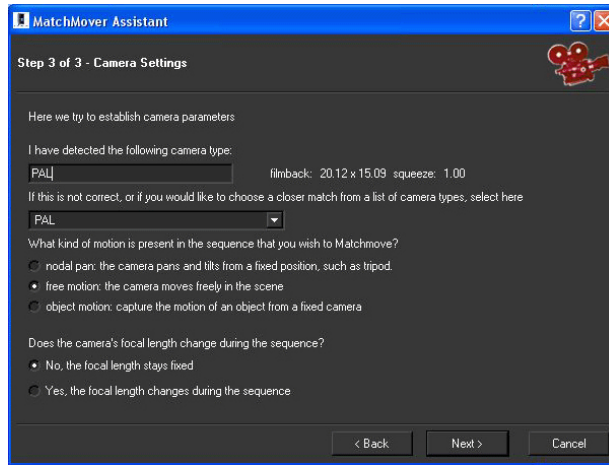 MatchMover Assistant
Step 3 of 3 - Camera Settings
Here we try to establish camera parameters
I have detected the following camera type:
PAL filmback: 20.12 x 15.09 squeeze: 1.00
If this is not correct, or if you would like to choose a closer match from a list of camera types, select here
PAL
What kind of motion is present in the sequence that you wish to Matchmove?
nodal pan: the camera pans and tilts from a fixed position, such as tripod.
free motion: the camera moves freely in the scene
object motion: capture the motion of an object from a fixed camera
Does the camera's focal length change during the sequence?
No, the focal length stays fixed
Yes, the focal length changes during the sequence
< Back Next > Cancel